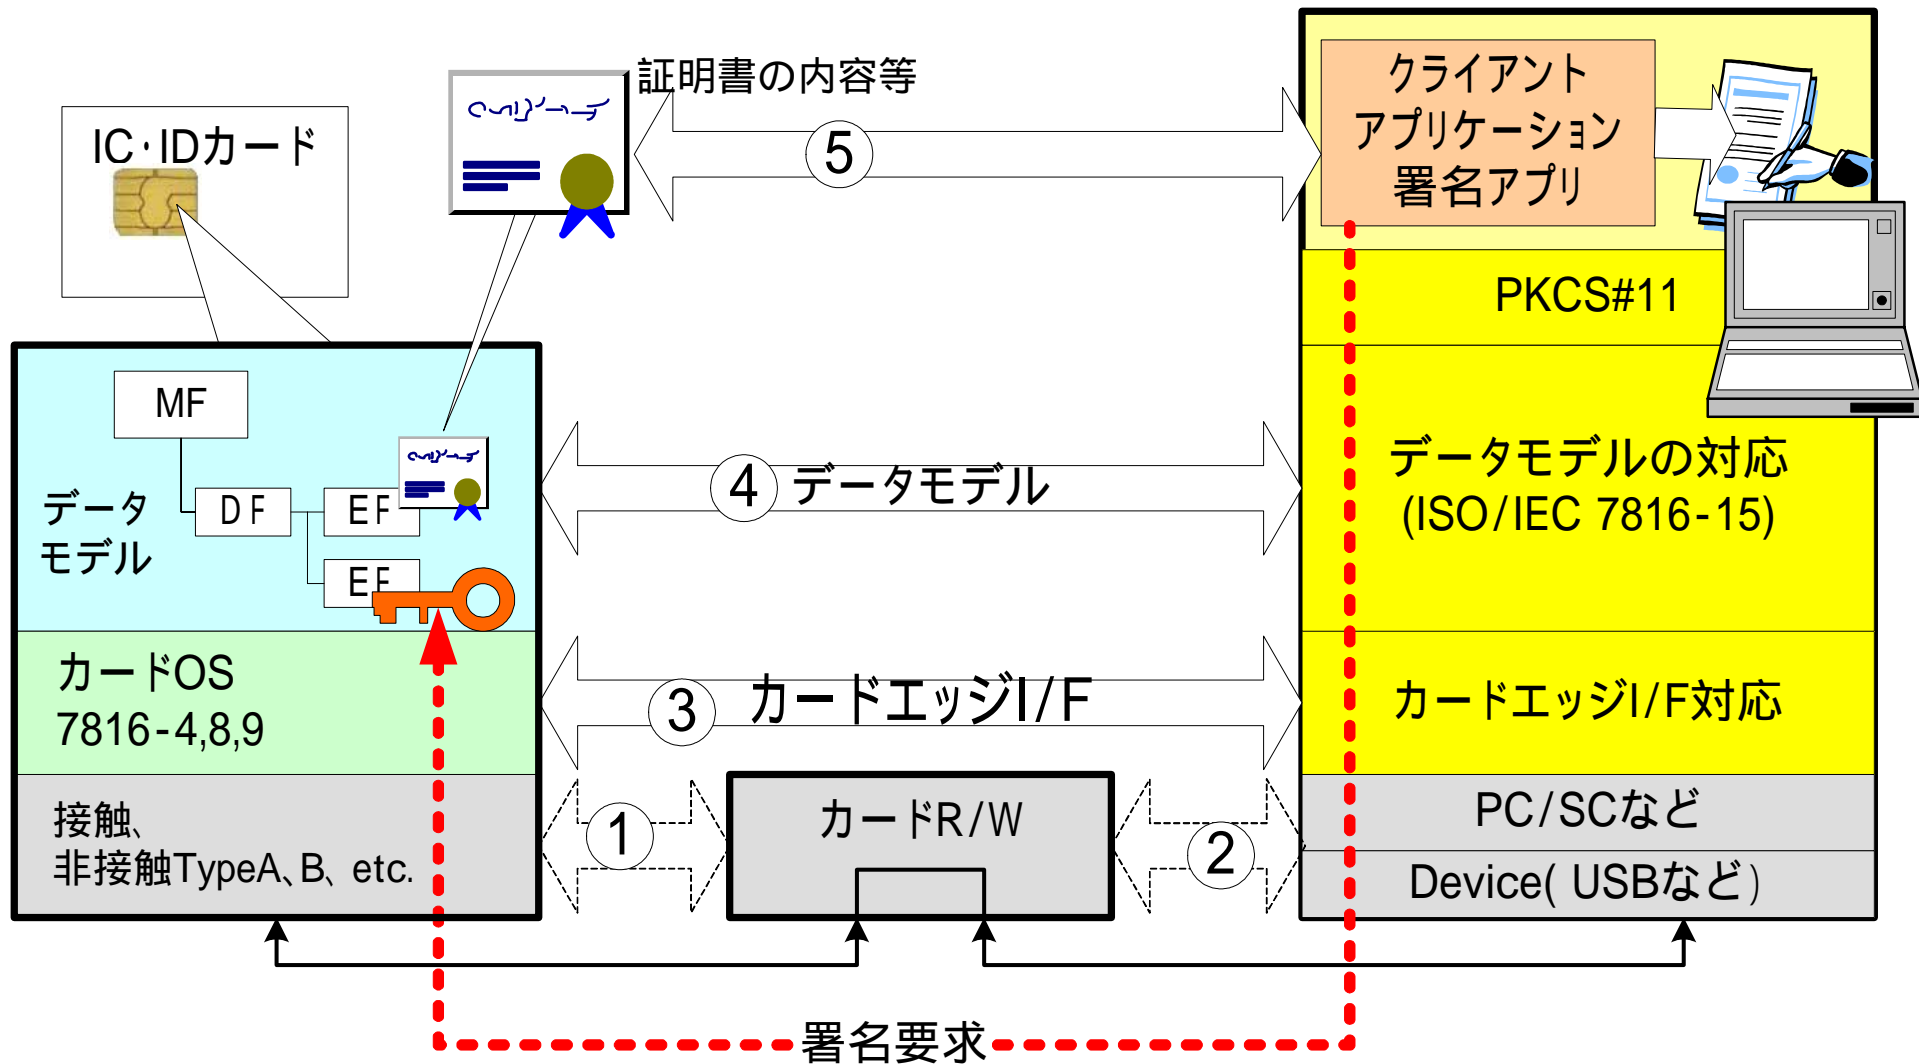 証明書の内容等
クライアント
アプリケーション
署名アプリ
IC・IDカード
⑤
PKCS#11
MF
DF
EF
EF
データ
モデル
④ データモデル
データモデルの対応
(ISO/IEC 7816-15)
カードOS
7816-4,8,9
③ カードエッジI/F
カードエッジI/F対応
接触、
非接触TypeA、B、etc.
①
カードR/W
②
PC/SCなど
Device( USBなど)
署名要求